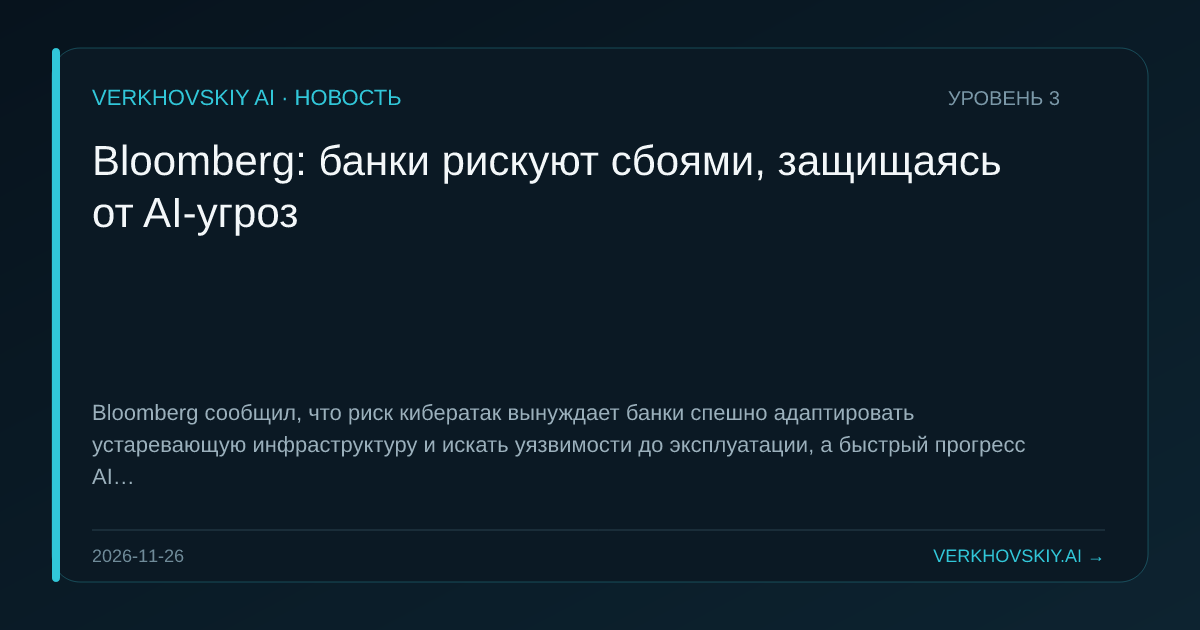 VERKHOVSKIY AI · НОВОСТЬ
УРОВЕНЬ 3
Bloomberg: банки рискуют сбоями, защищаясь
от AI-угроз
Bloomberg сообщил, что риск кибератак вынуждает банки спешно адаптировать
устаревающую инфраструктуру и искать уязвимости до эксплуатации, а быстрый прогресс
AI…
2026-11-26
VERKHOVSKIY.AI →